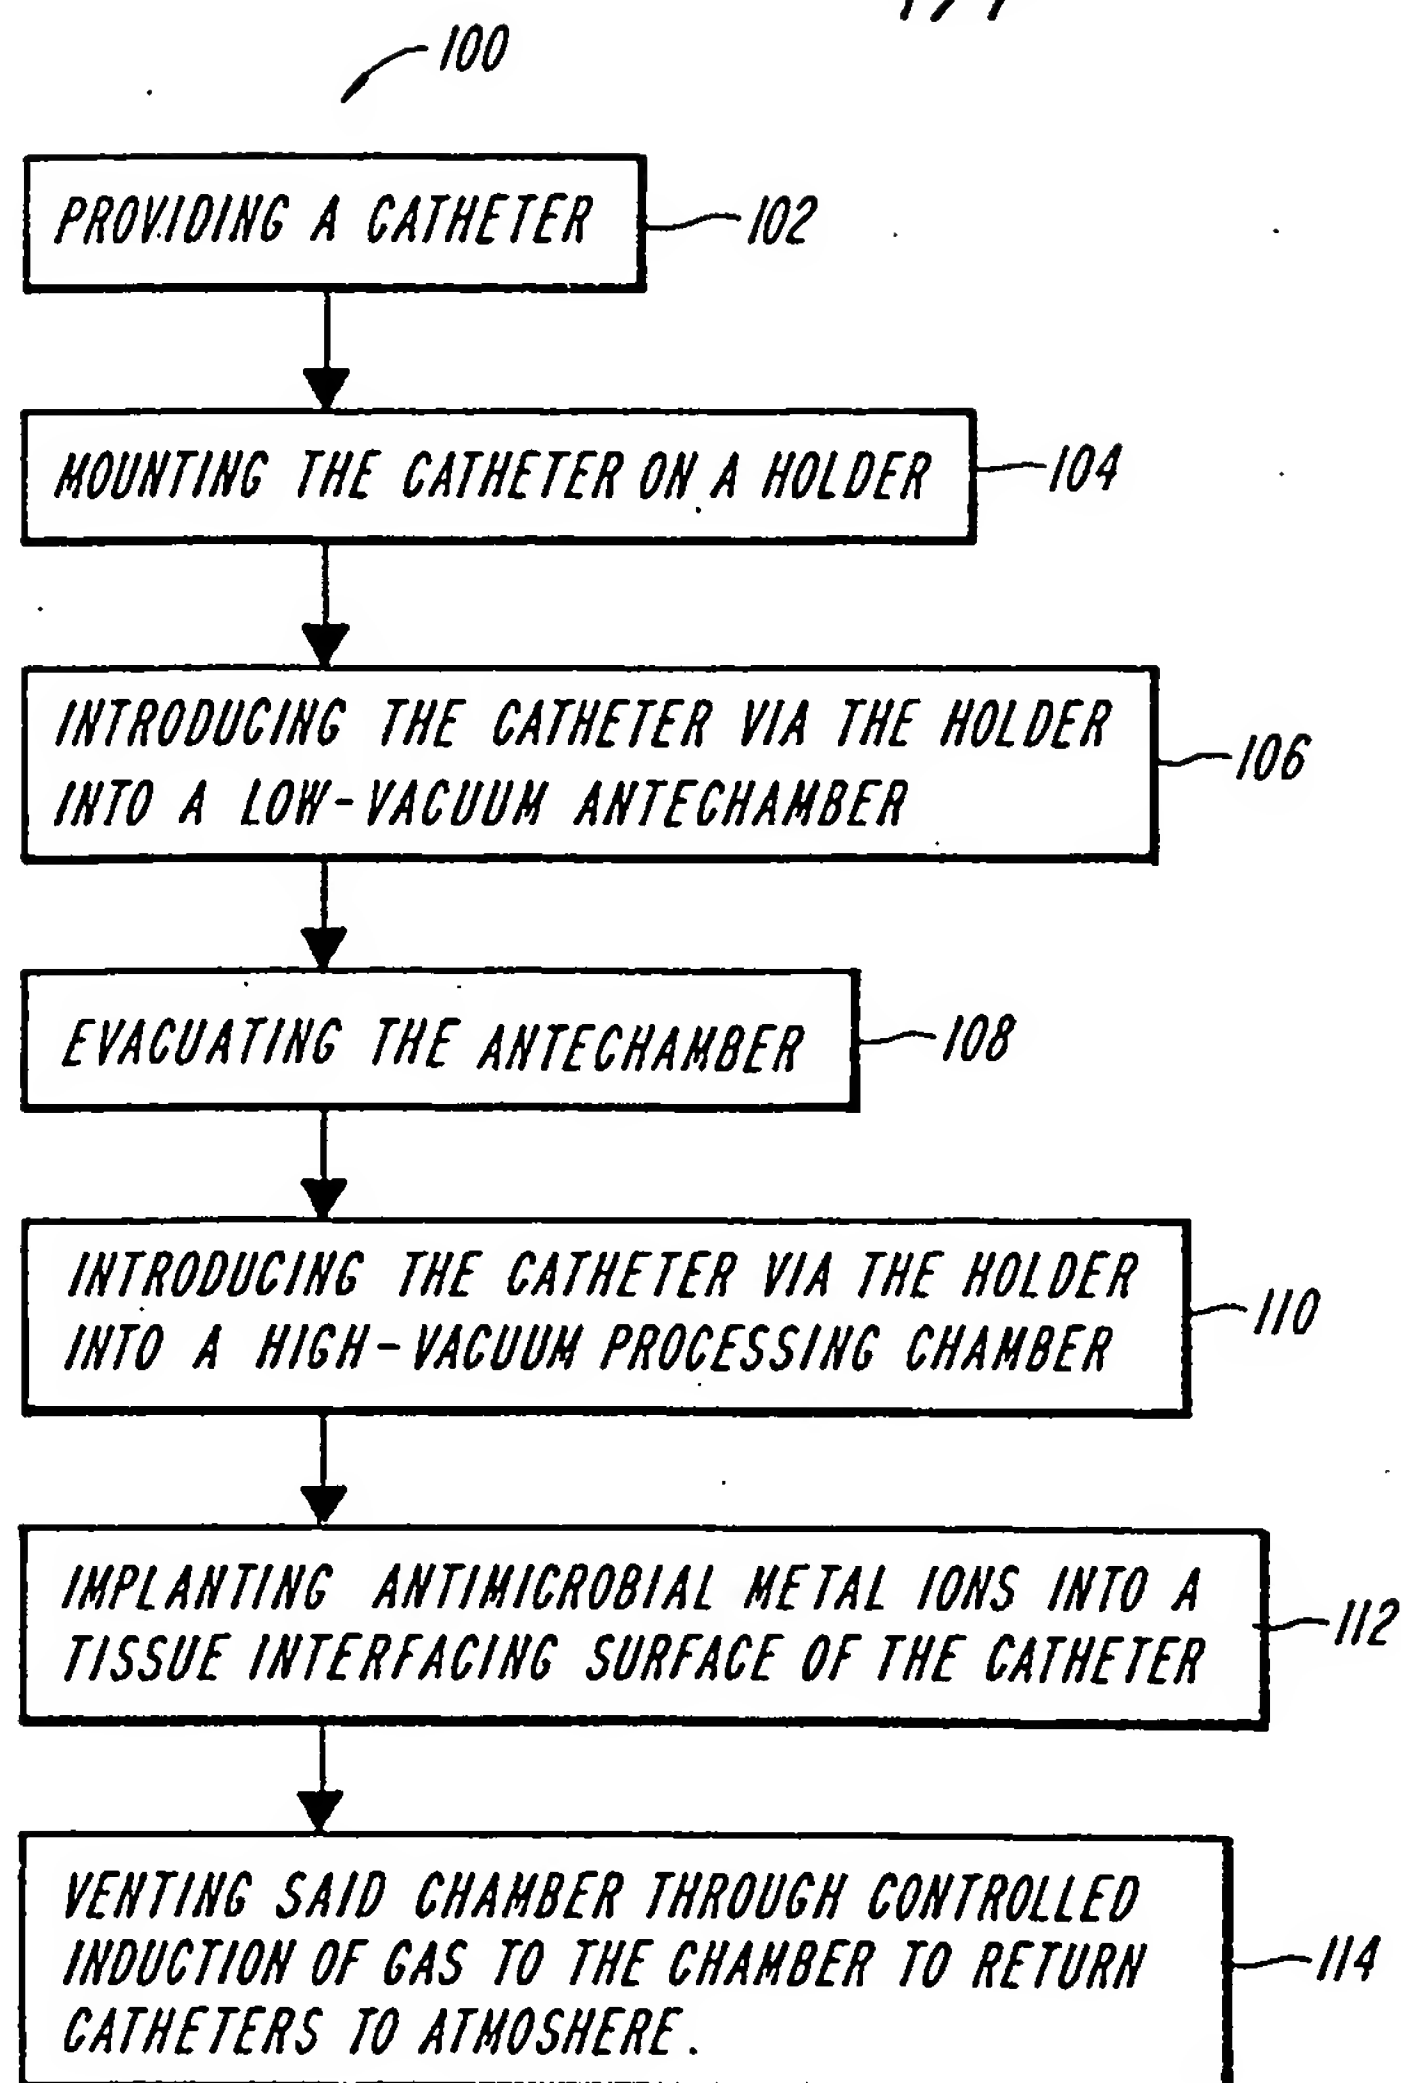 100
PROVIDING A CATHETER
102
MOUNTING THE CATHETER ON A HOLDER
104
INTRODUCING THE CATHETER VIA THE HOLDER
INTO A LOW-VACUUM ANTECHAMBER
106
EVACUATING THE ANTECHAMBER
108
INTRODUCING THE CATHETER VIA THE HOLDER
INTO A HIGH-VACUUM PROCESSING CHAMBER
110
IMPLANTING ANTIMICROBIAL METAL IONS INTO A
TISSUE INTERFACING SURFACE OF THE CATHETER
112
VENTING SAID CHAMBER THROUGH CONTROLLED
INDUCTION OF GAS TO THE CHAMBER TO RETURN
CATHETERS TO ATMOSHERE.
114